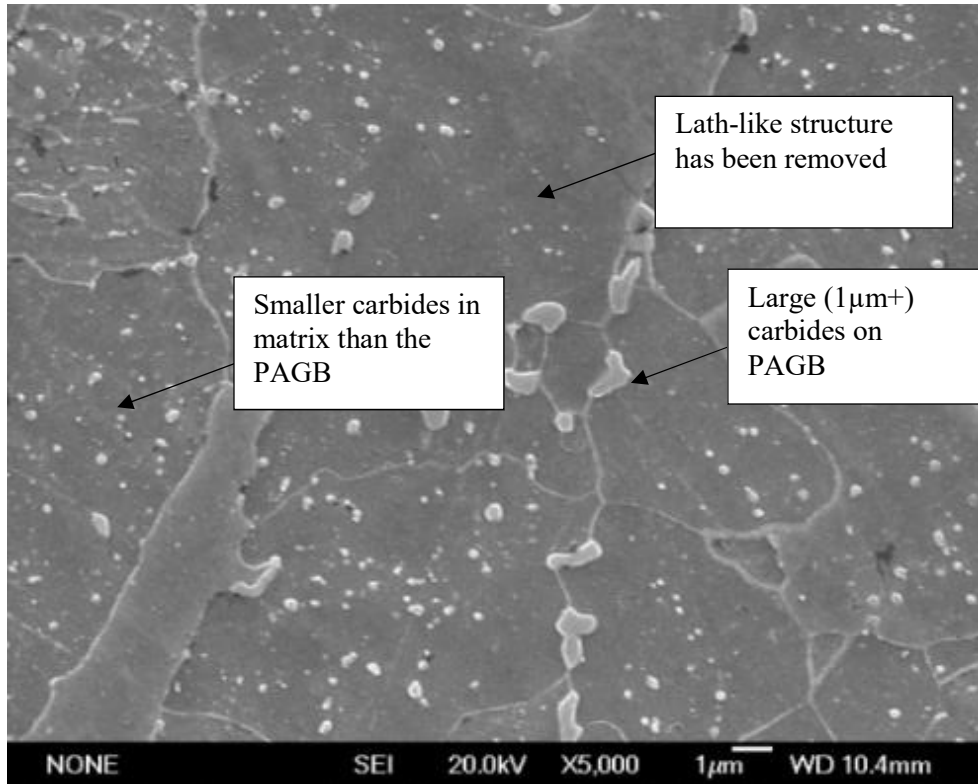 Lath-like structure
has been removed
Smaller carbides in
matrix than the
PAGB
Large (1µm+)
carbides on
PAGB
NONE SEI 20.0kV X5,000 1µm WD 10.4mm